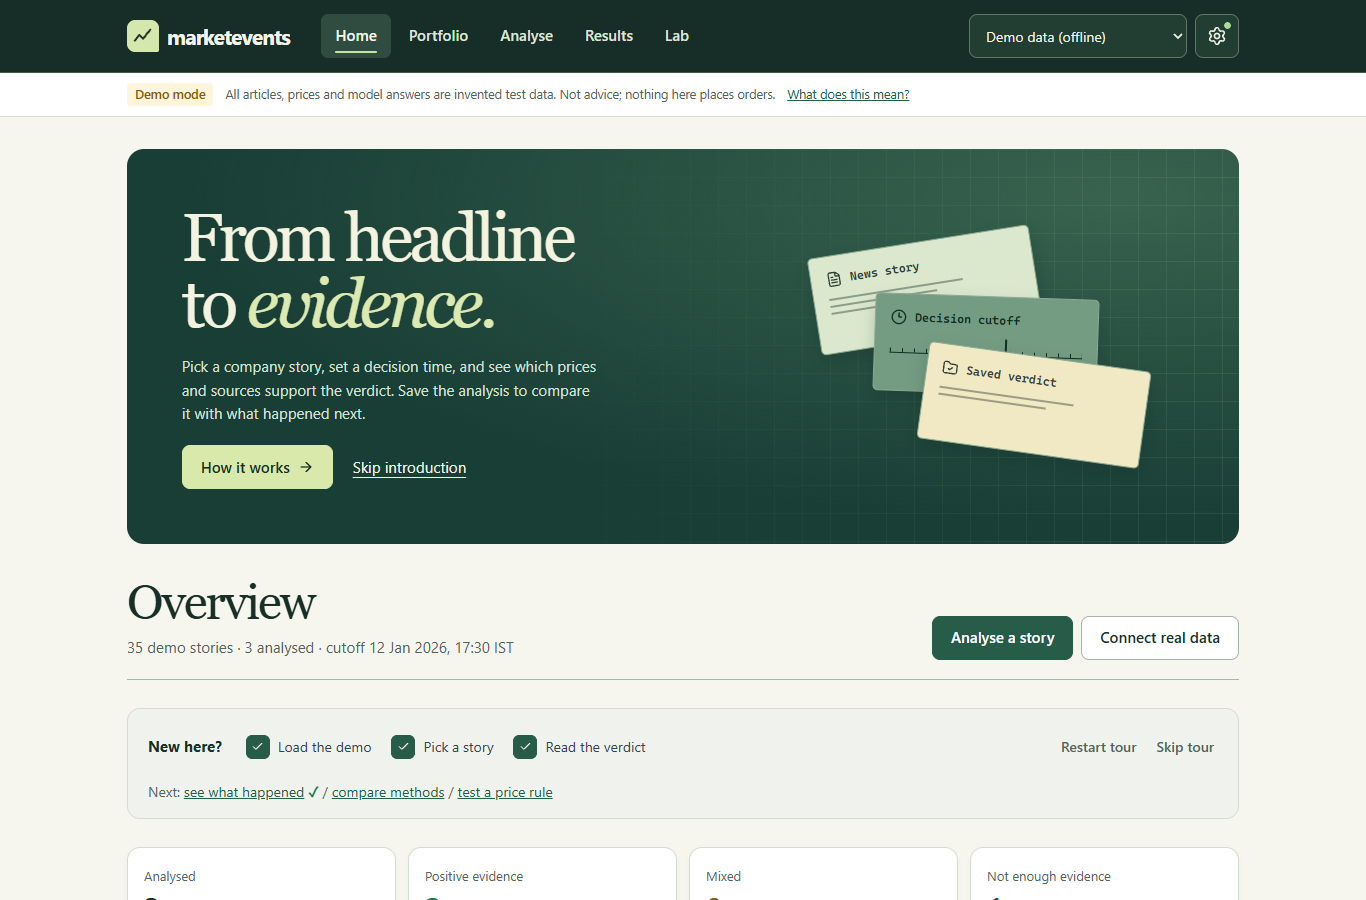 marketevents
Home
Portfolio
Analyse
Results
Lab
Demo data (offline)
Demo mode
All articles, prices and model answers are invented test data. Not advice; nothing here places orders.
What does this mean?
From headline
to evidence.
Pick a company story, set a decision time, and see which prices
and sources support the verdict. Save the analysis to compare
it with what happened next.
How it works →
Skip introduction
News story
Decision cutoff
Saved verdict
Overview
35 demo stories · 3 analysed · cutoff 12 Jan 2026, 17:30 IST
Analyse a story
Connect real data
New here?
Load the demo
Pick a story
Read the verdict
Restart tour
Skip tour
Next: see what happened ✓ / compare methods / test a price rule
Analysed
Positive evidence
Mixed
Not enough evidence